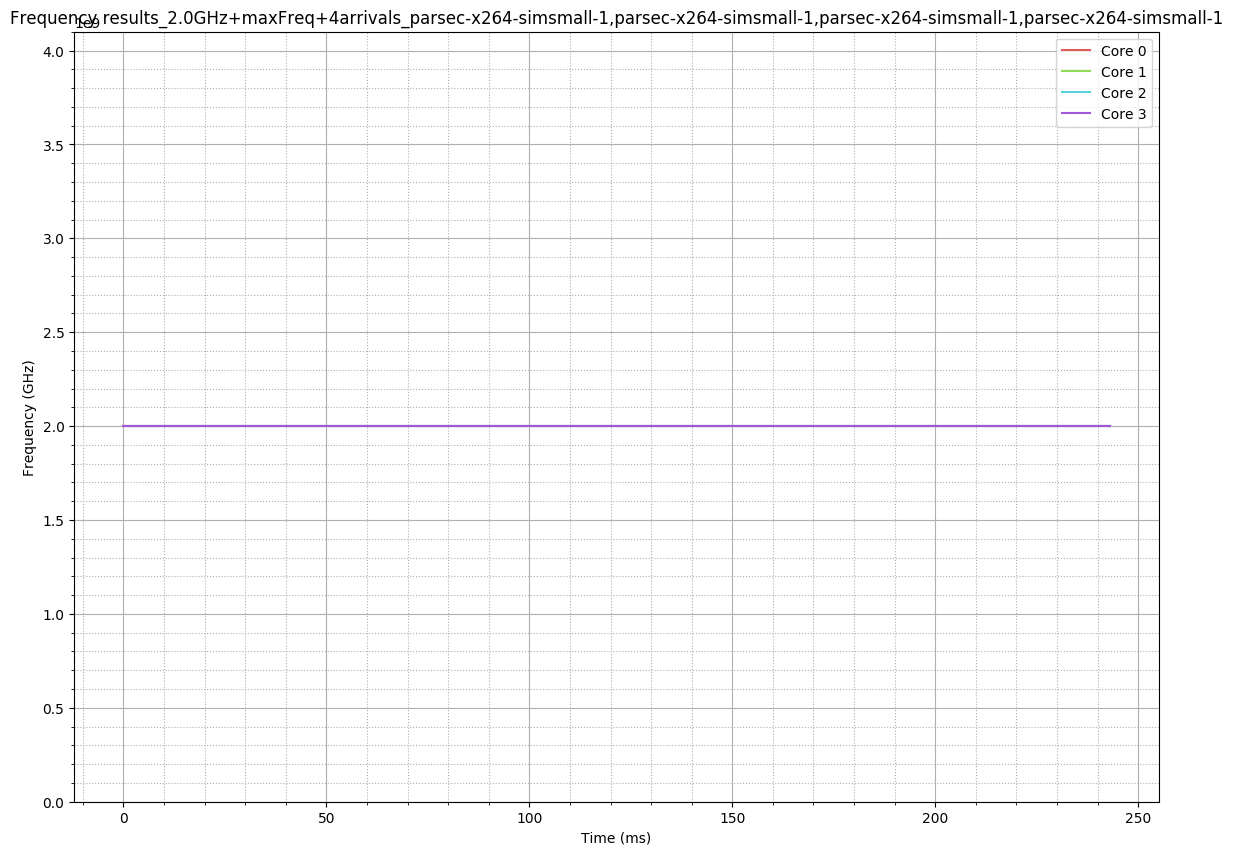 Frequency results_2.0GHz+maxFreq+4arrivals_parsec-x264-simsmall-1,parsec-x264-simsmall-1,parsec-x264-simsmall-1,parsec-x264-simsmall-1
1e9
Core 0
Core 1
Core 2
Core 3
4.0
3.5
3.0
2.5
2.0
1.5
1.0
0.5
0.0
Frequency (GHz)
0 50 100 150 200 250
Time (ms)